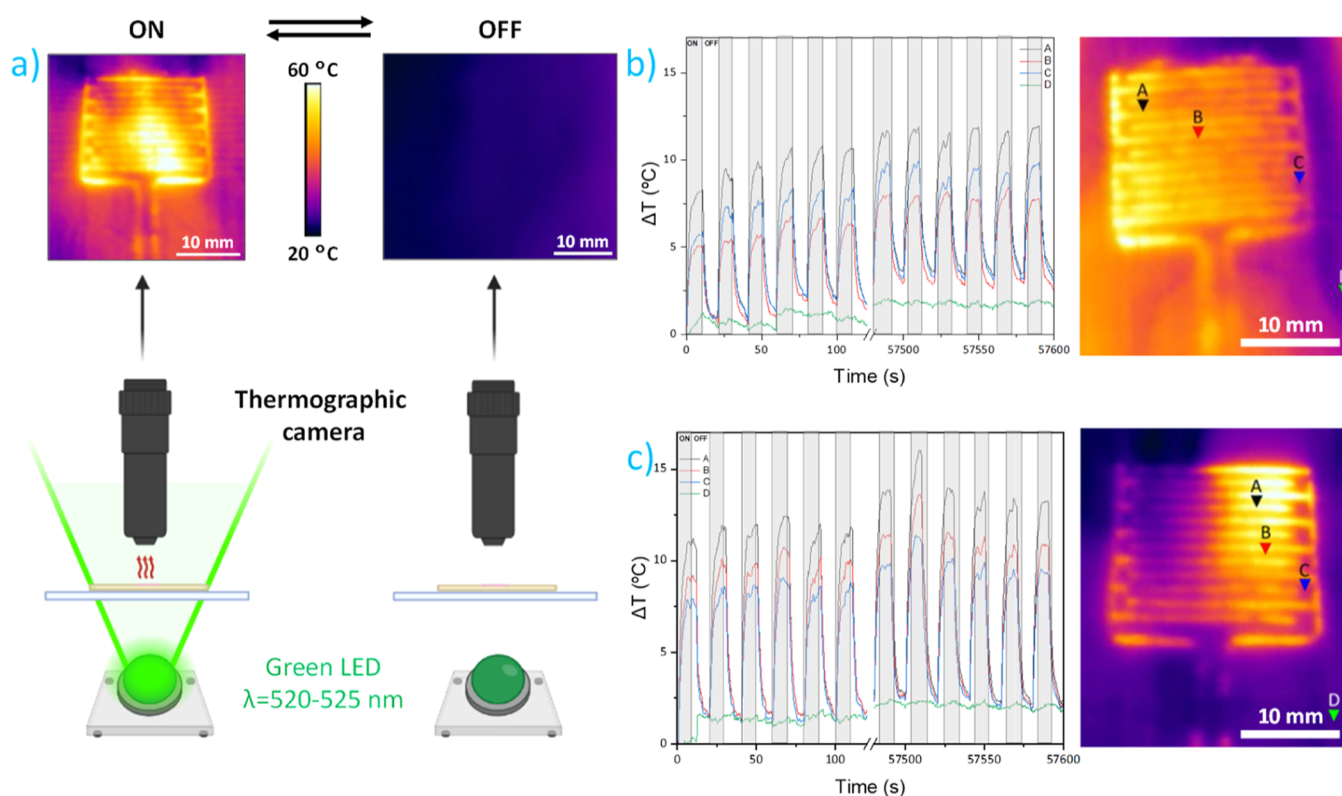 ON
OFF
a)
60 °C
20 °C
10 mm
10 mm
Thermographic
camera
Green LED
λ=520-525 nm
b)
ON
OFF
A
B
C
D
15
10
5
0
ΔT (ºC)
0
50
100
57500
57550
57600
Time (s)
A
B
C
10 mm
c)
ON
OFF
A
B
C
D
15
10
5
0
ΔT (ºC)
0
50
100
57500
57550
57600
Time (s)
A
B
C
D
10 mm